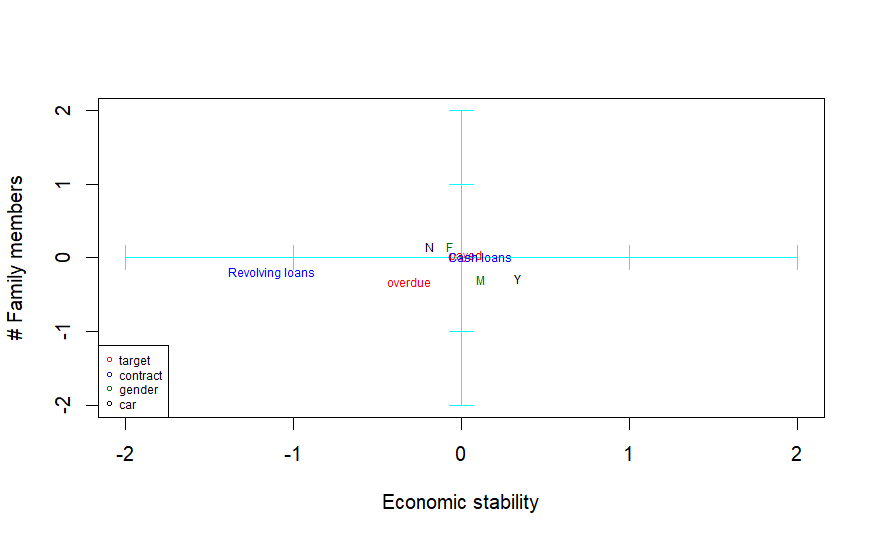 # Family members
2
1
0
-1
-2
N
F
Cash loans
Revolving loans
overdue
M
Y
target
contract
gender
car
-2
-1
0
1
2
Economic stability